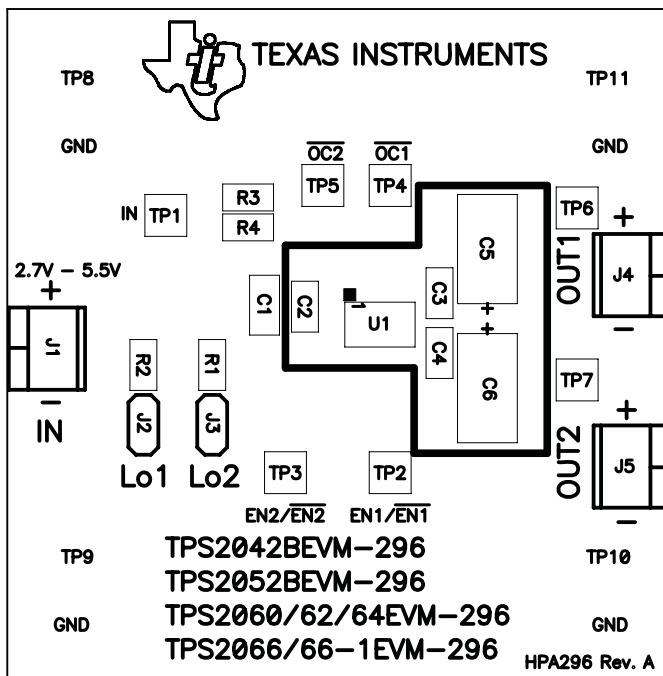 TEXAS INSTRUMENTS
TP8
TP11
GND
GND
OC2
OC1
TP5
TP4
R3
R4
IN
TP1
TP6
+
OUT1
J4
-
C5
+
+
C6
2.7V - 5.5V
+
J1
-
IN
C1
C2
1
U1
C3
C4
TP7
+
OUT2
J5
-
R2
R1
J2
J3
Lo1
Lo2
TP3
TP2
EN2/EN2
EN1/EN1
TPS2042BEVM-296
TPS2052BEVM-296
TPS2060/62/64EVM-296
TPS2066/66-1EVM-296
TP9
TP10
GND
GND
HPA296 Rev. A